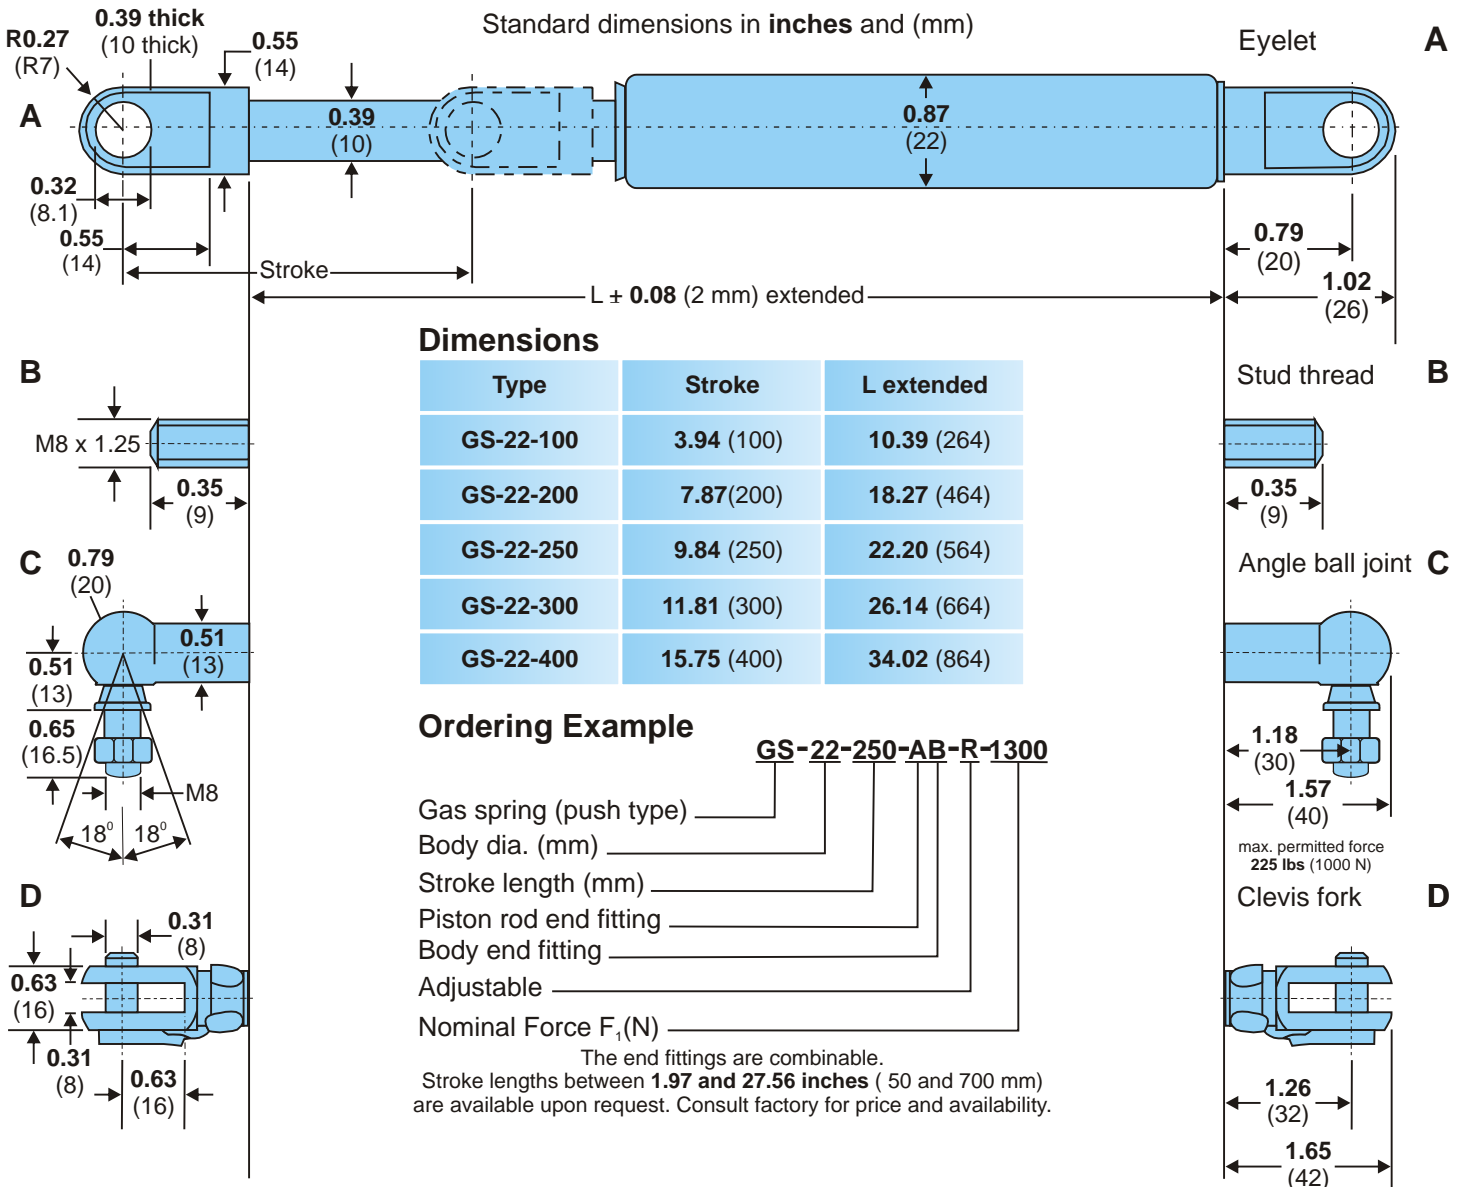 Standard dimensions in inches and (mm)
R0.27
(R7)
0.39 thick
(10 thick)
0.55
(14)
Eyelet
A
A
0.39
(10)
0.87
(22)
0.32
(8.1)
0.55
(14)
Stroke
L ± 0.08 (2 mm) extended
0.79
(20)
1.02
(26)
B
M8 x 1.25
0.35
(9)
Stud thread
B
0.35
(9)
Dimensions
Type Stroke L extended
GS-22-100 3.94 (100) 10.39 (264)
GS-22-200 7.87(200) 18.27 (464)
GS-22-250 9.84 (250) 22.20 (564)
GS-22-300 11.81 (300) 26.14 (664)
GS-22-400 15.75 (400) 34.02 (864)
C
0.79
(20)
0.51
(13)
0.51
(13)
0.65
(16.5)
M8
18° 18°
Angle ball joint C
1.18
(30)
1.57
(40)
max. permitted force
225 lbs (1000 N)
Ordering Example
GS-22-250-AB-R-1300
Gas spring (push type)
Body dia. (mm)
Stroke length (mm)
Piston rod end fitting
Body end fitting
Adjustable
Nominal Force F₁(N)
The end fittings are combinable.
Stroke lengths between 1.97 and 27.56 inches ( 50 and 700 mm)
are available upon request. Consult factory for price and availability.
D
0.31
(8)
0.63
(16)
0.31
(8)
0.63
(16)
Clevis fork
D
1.26
(32)
1.65
(42)